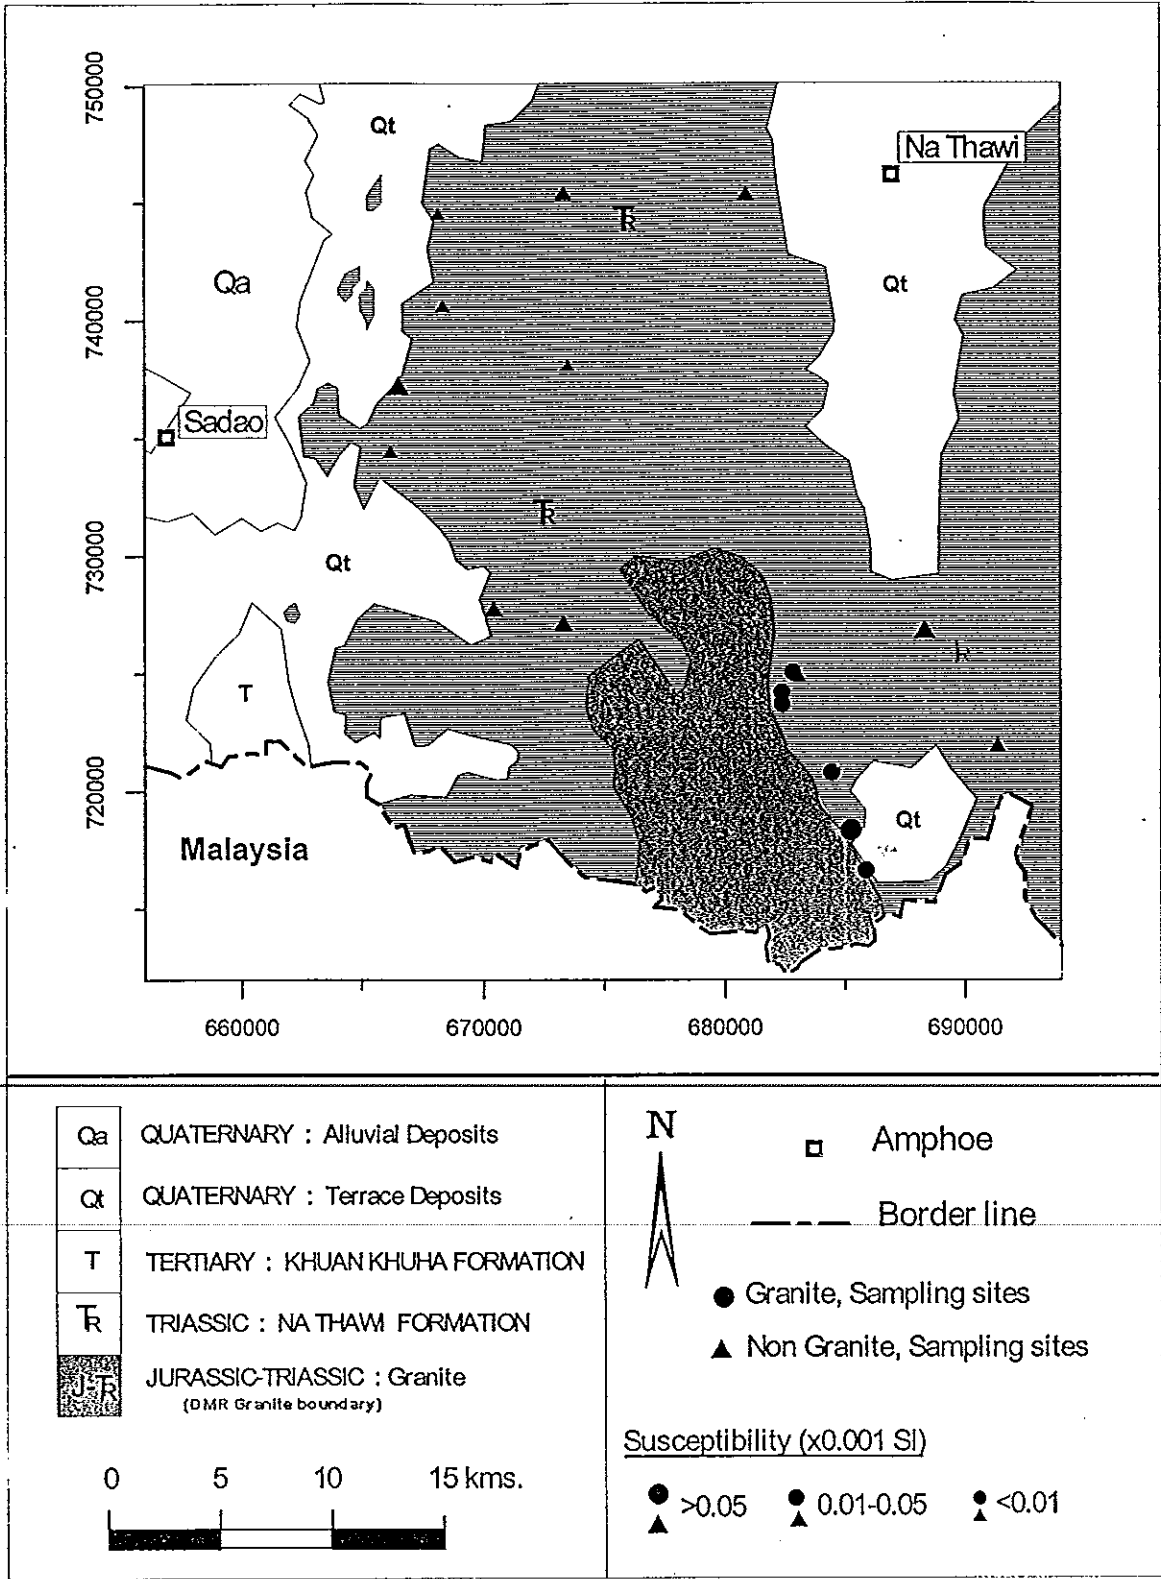 750000
740000
730000
720000
Qt
Na Thawi
TR
Qa
Qt
Sadao
TR
Qt
T
Qt
Malaysia
660000 670000 680000 690000
Qa QUATERNARY : Alluvial Deposits
Qt QUATERNARY : Terrace Deposits
T TERTIARY : KHUAN KHUHA FORMATION
TR TRIASSIC : NA THAWI FORMATION
J-TR JURASSIC-TRIASSIC : Granite
(DMR Granite boundary)
0 5 10 15 kms.
N
Amphoe
Border line
Granite, Sampling sites
Non Granite, Sampling sites
Susceptibility (x0.001 SI)
>0.05 0.01-0.05 <0.01